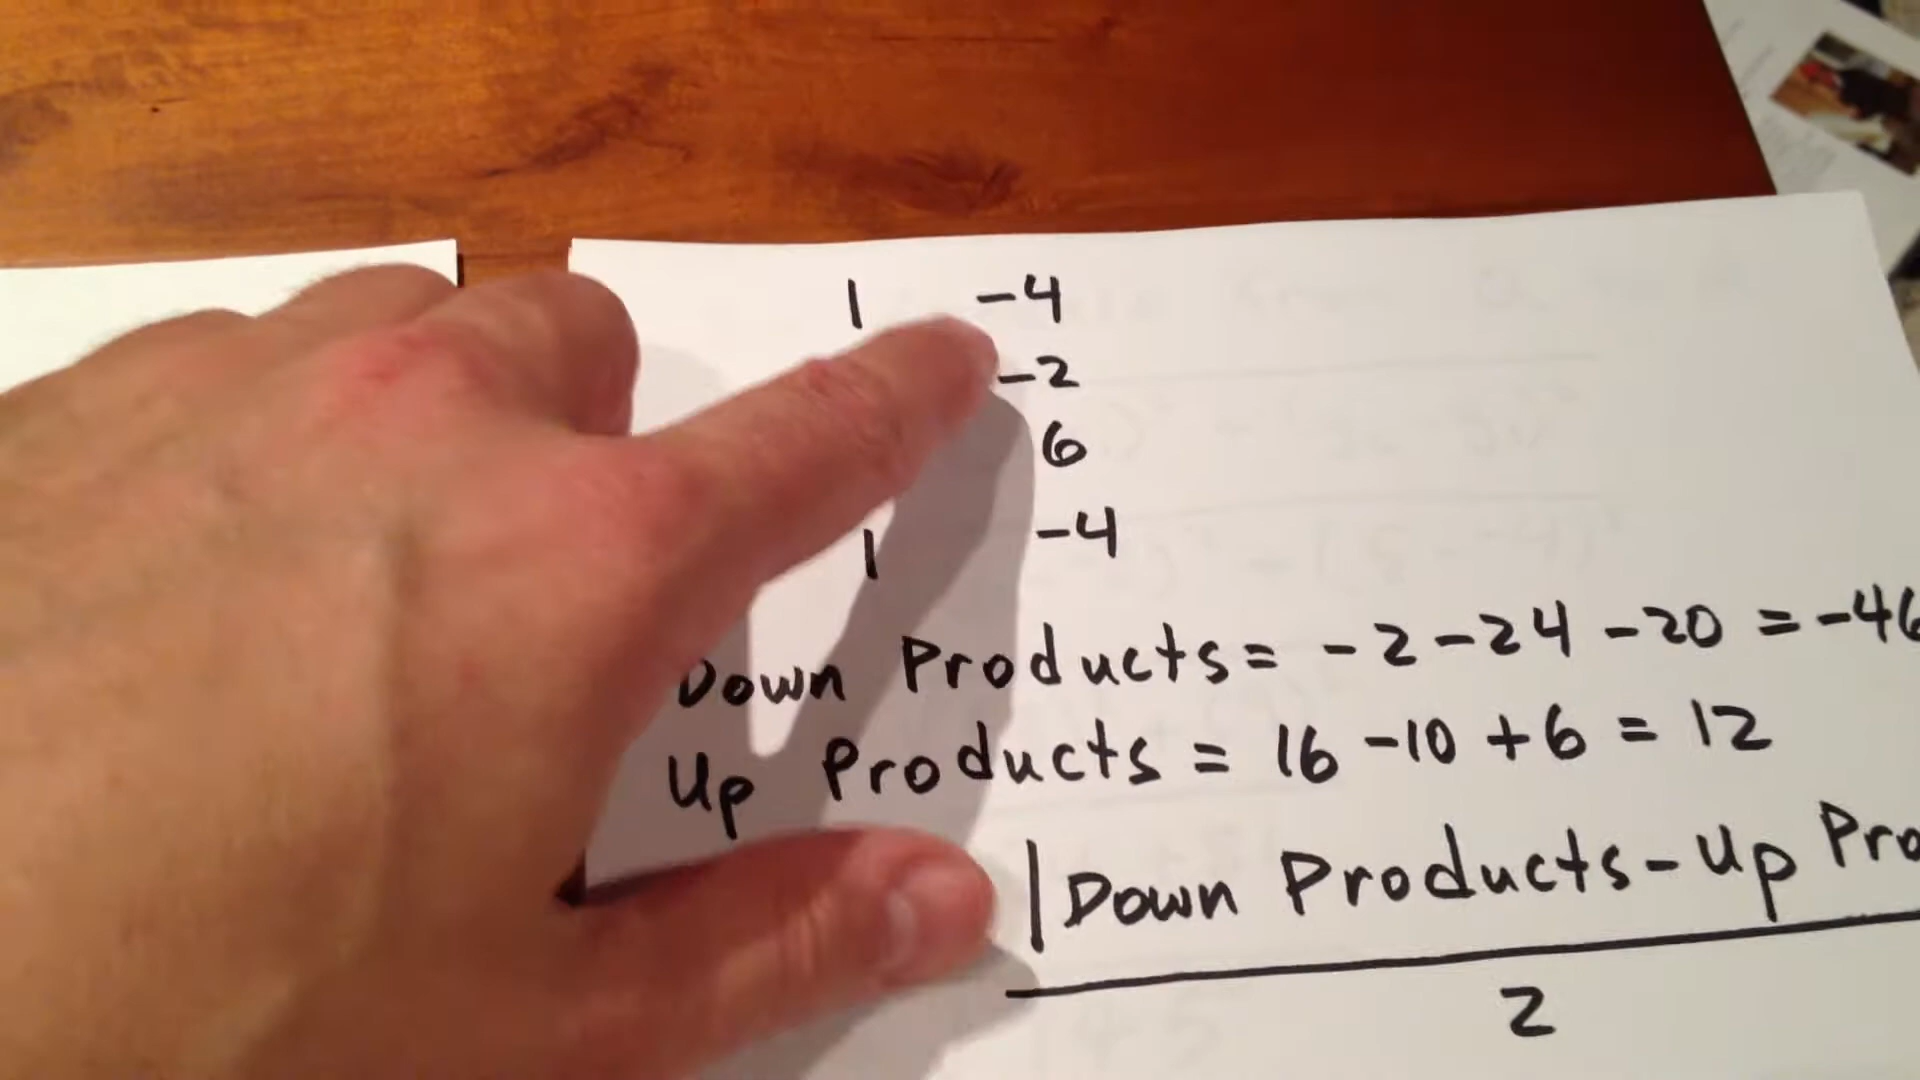 1 -4
-2
6
1 -4
Down Products = -2 -24 -20 = -46
Up Products = 16 -10 +6 = 12
|Down Products - Up Pro
2